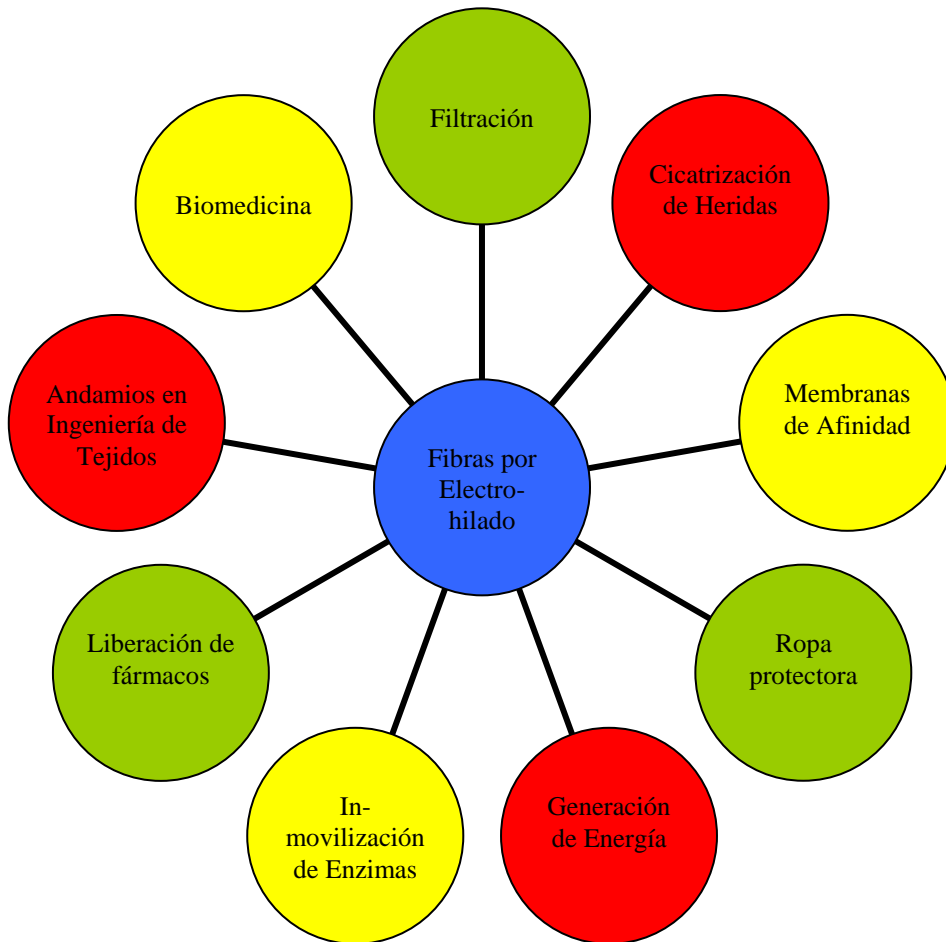 Filtración
Cicatrización
de Heridas
Biomedicina
Membranas
de Afinidad
Andamios en
Ingeniería de
Tejidos
Fibras por
Electro-
hilado
Liberación de
fármacos
Ropa
protectora
In-
movilización
de Enzimas
Generación
de Energía